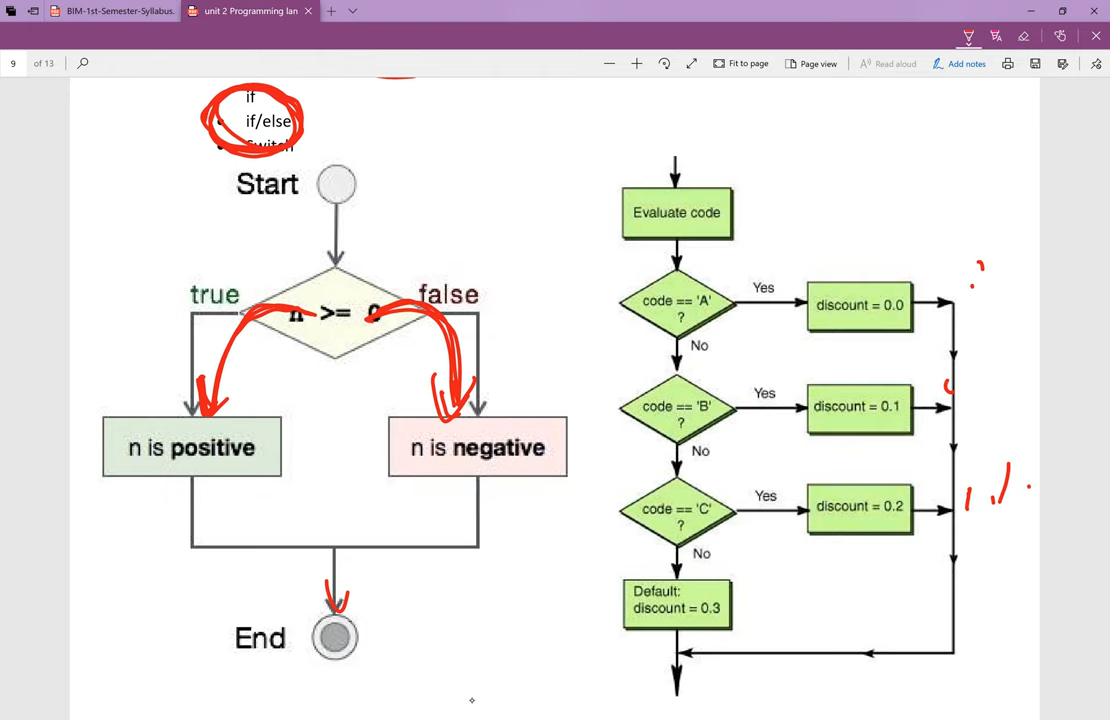 BIM-1st-Semester-Syllabus.
unit 2 Programming lan
9 of 13
Fit to page
Page view
Read aloud
Add notes
if
if/else
Switch
Start
true
false
n >= 0
n is positive
n is negative
End
Evaluate code
code == 'A'
?
Yes
discount = 0.0
No
code == 'B'
?
Yes
discount = 0.1
No
code == 'C'
?
Yes
discount = 0.2
No
Default:
discount = 0.3